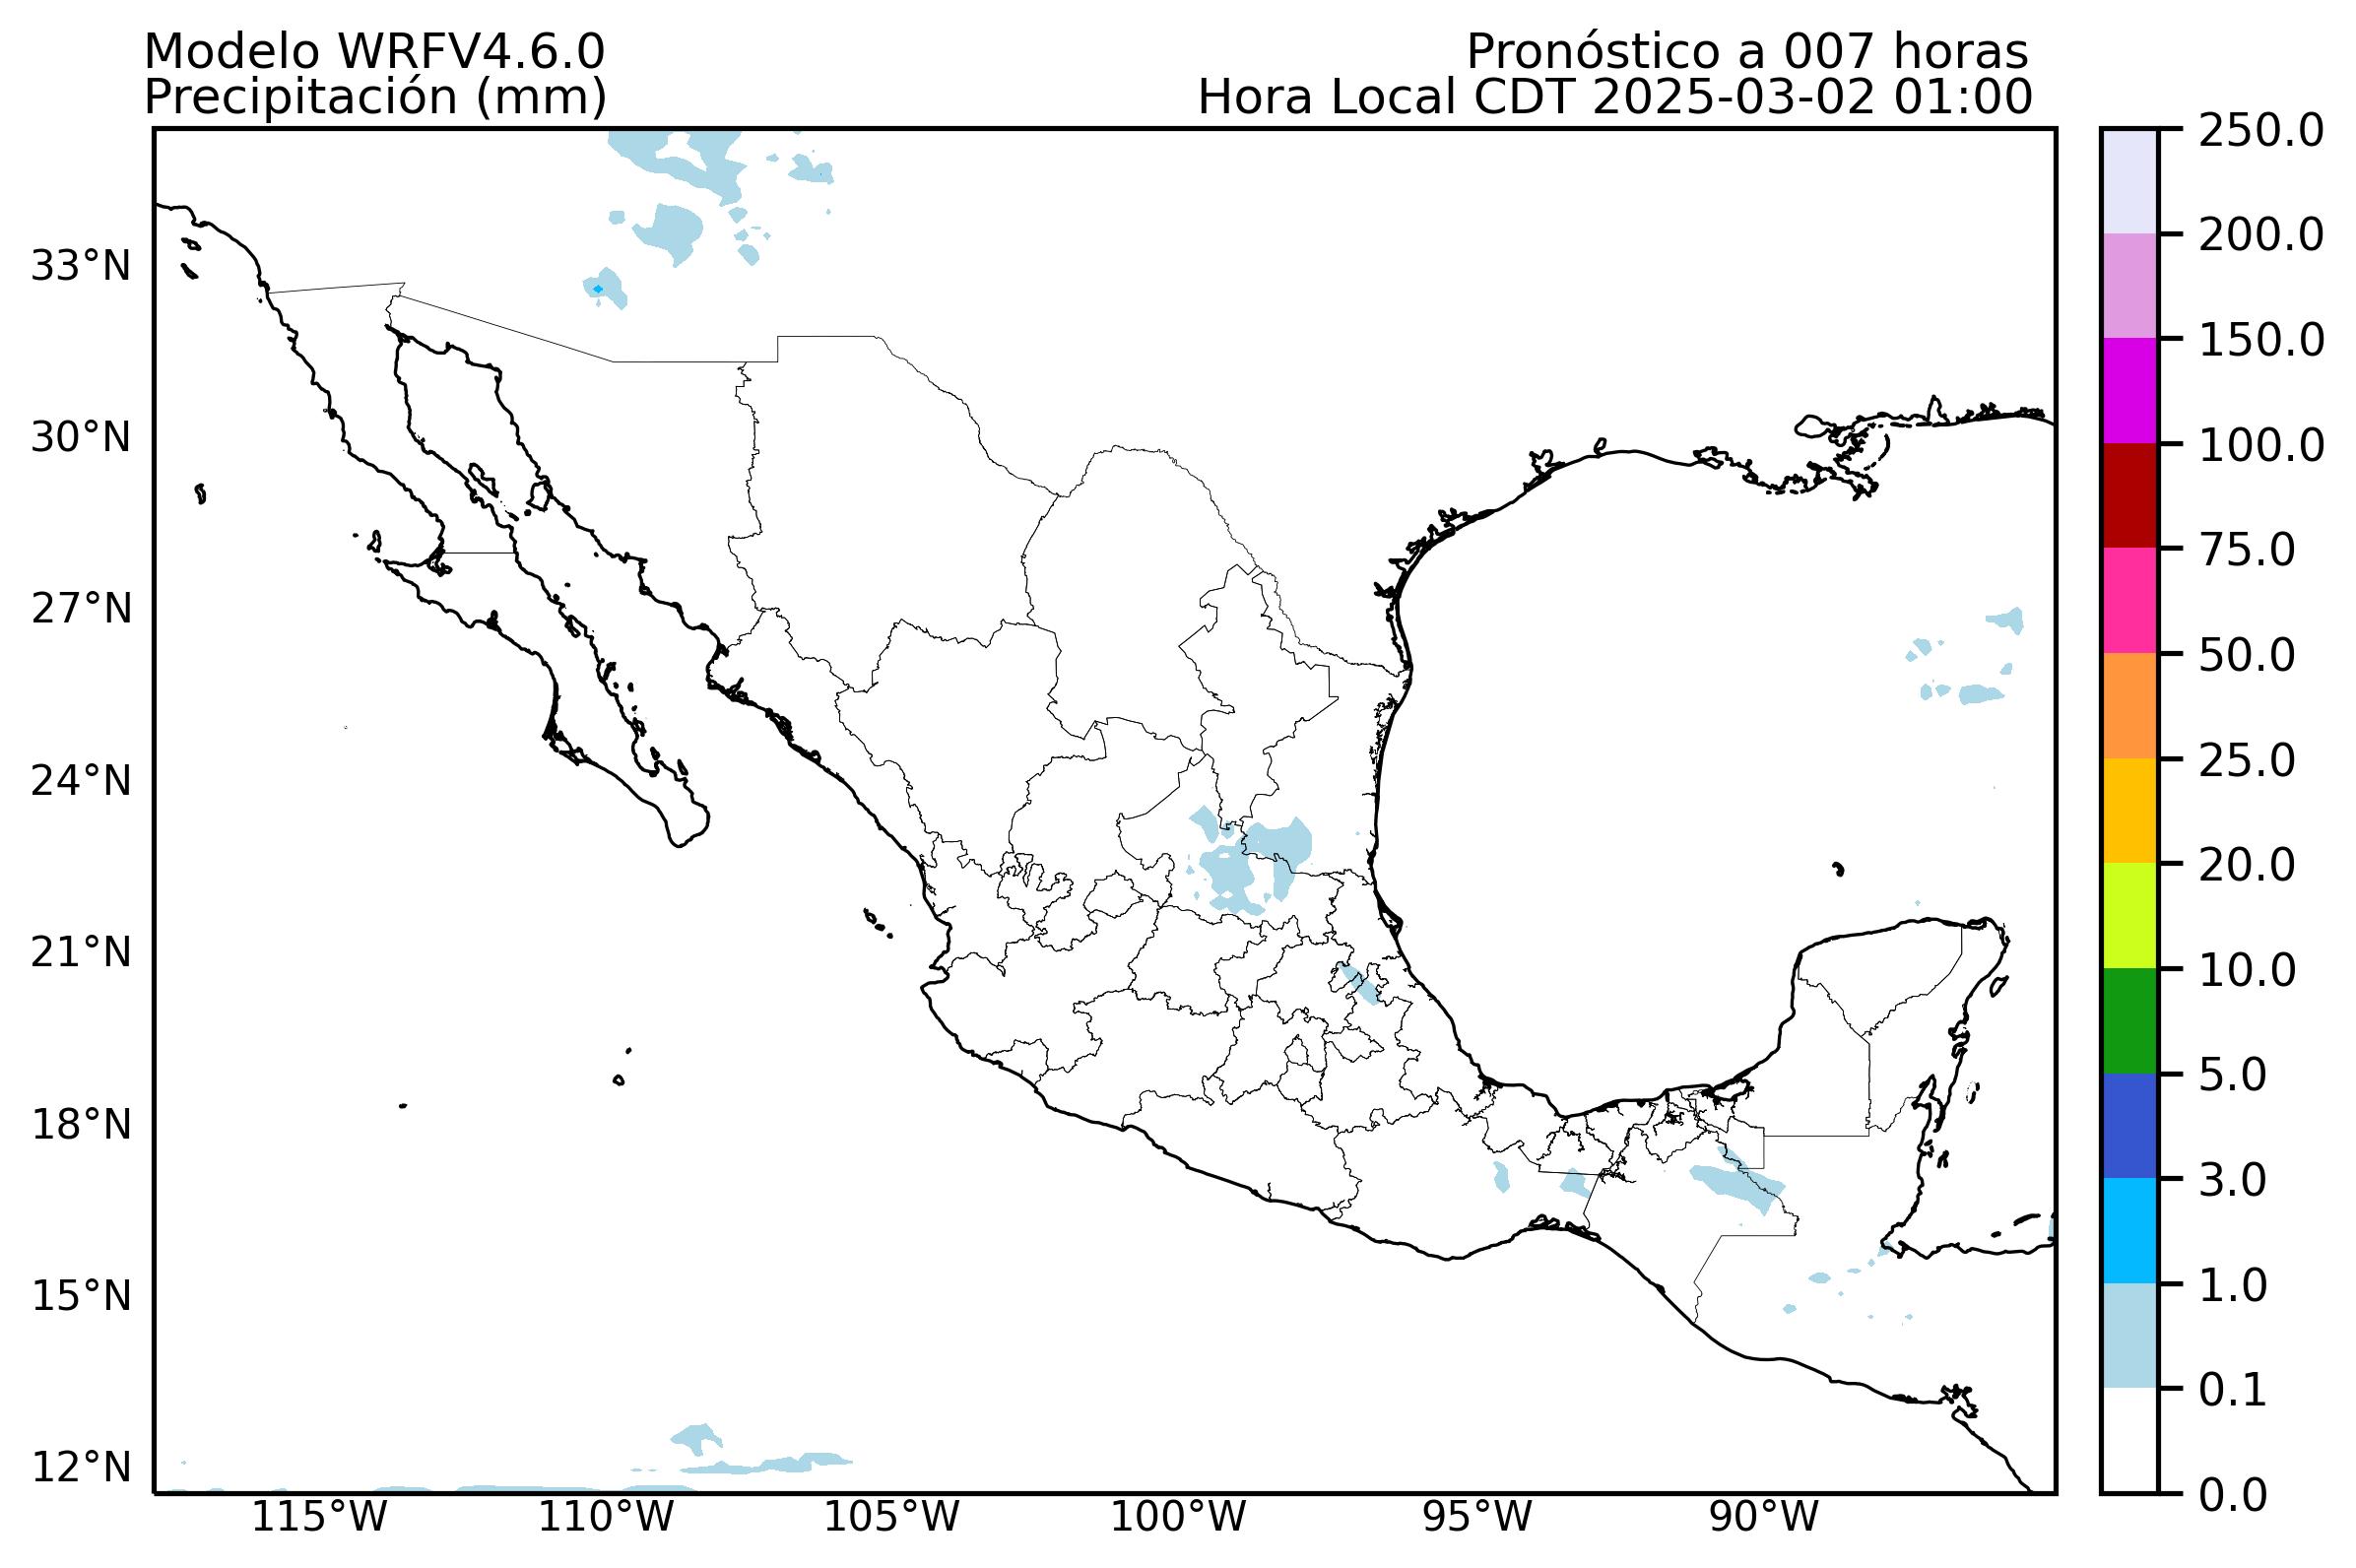 Modelo WRFV4.6.0
Precipitación (mm)
Pronóstico a 007 horas
Hora Local CDT 2025-03-02 01:00
33°N
30°N
27°N
24°N
21°N
18°N
15°N
12°N
115°W
110°W
105°W
100°W
95°W
90°W
250.0
200.0
150.0
100.0
75.0
50.0
25.0
20.0
10.0
5.0
3.0
1.0
0.1
0.0